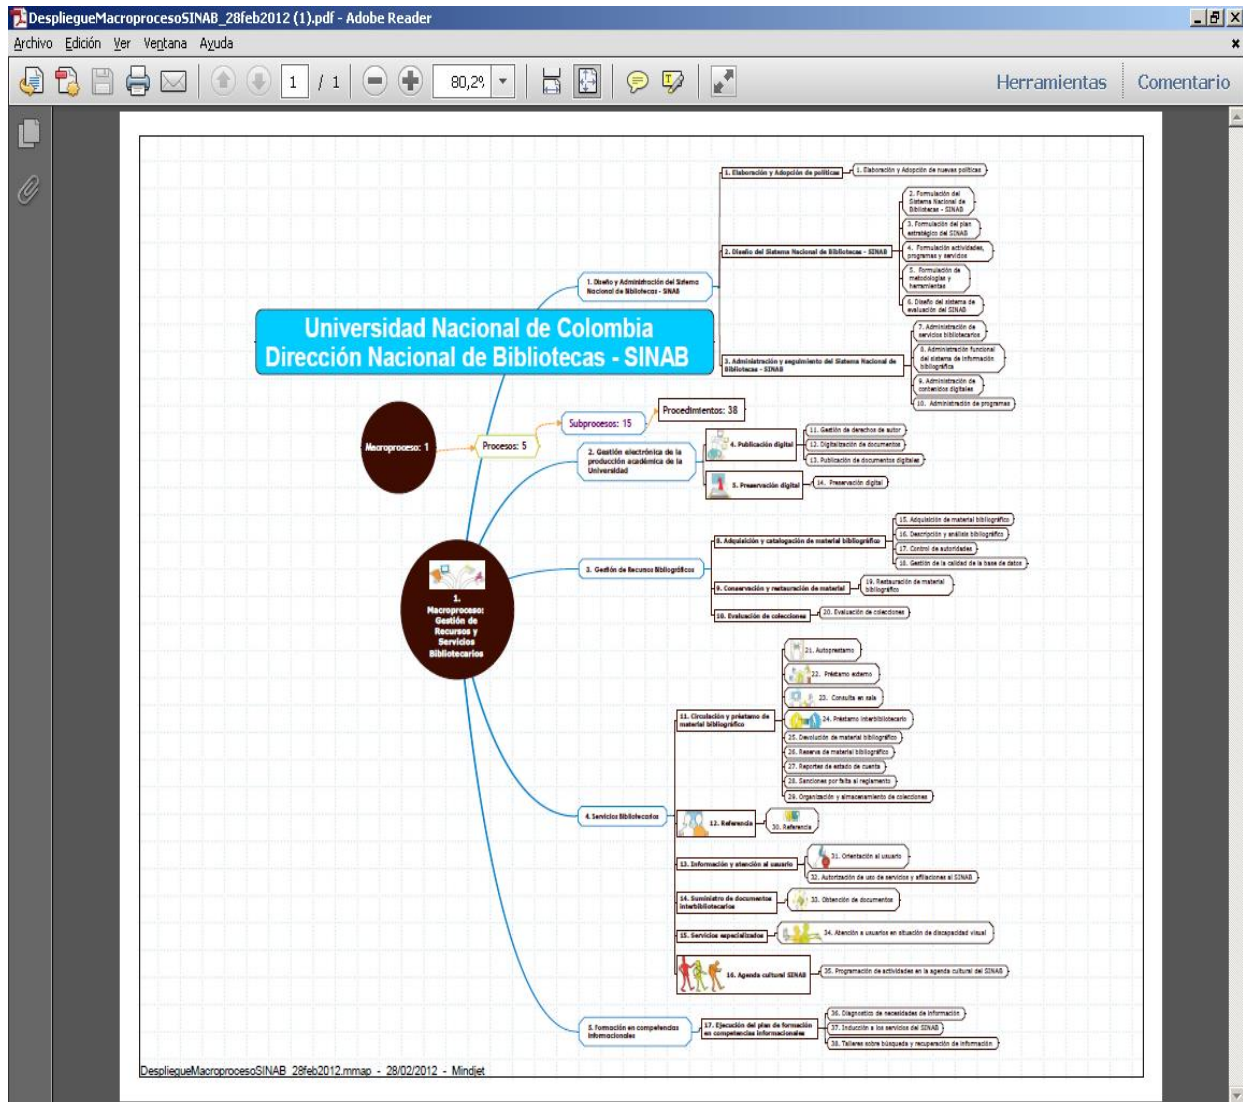 DespliegueMacroprocesoSINAB_28feb2012 (1).pdf - Adobe Reader
Archivo Edición Ver Ventana Ayuda
1 / 1 80,2% Herramientas Comentario
1. Elaboración y Adopción de políticas
1. Elaboración y Adopción de nuevas políticas
2. Formulación del
Sistema Nacional de
Bibliotecas - SINAB
3. Formulación del plan
estratégico del SINAB
2. Diseño del Sistema Nacional de Bibliotecas - SINAB
4. Formulación actividades,
programas y servicios
5. Formulación de
metodologías y
herramientas
6. Diseño del sistema de
evaluación del SINAB
1. Diseño y Administración del Sistema
Nacional de Bibliotecas - SINAB
Universidad Nacional de Colombia
Dirección Nacional de Bibliotecas - SINAB
7. Administración de
servicios bibliotecarios
8. Administración funcional
del sistema de información
bibliográfica
3. Administración y seguimiento del Sistema Nacional de
Bibliotecas - SINAB
9. Administración de
contenidos digitales
10. Administración de programas
Macroproceso: 1
Procesos: 5
Subprocesos: 15
Procedimientos: 38
2. Gestión electrónica de la
producción académica de la
Universidad
4. Publicación digital
11. Gestión de derechos de autor
12. Digitalización de documentos
13. Publicación de documentos digitales
5. Preservación digital
14. Preservación digital
1.
Macroproceso:
Gestión de
Recursos y
Servicios
Bibliotecarios
3. Gestión de Recursos Bibliográficos
8. Adquisición y catalogación de material bibliográfico
15. Adquisición de material bibliográfico
16. Descripción y análisis bibliográfico
17. Control de autoridades
18. Gestión de la calidad de la base de datos
9. Conservación y restauración de material
19. Restauración de material
bibliográfico
10. Evaluación de colecciones
20. Evaluación de colecciones
4. Servicios Bibliotecarios
11. Circulación y préstamo de
material bibliográfico
21. Autoprestamo
22. Préstamo externo
23. Consulta en sala
24. Préstamo interbibliotecario
25. Devolución de material bibliográfico
26. Reserva de material bibliográfico
27. Reportes de estado de cuenta
28. Sanciones por falta al reglamento
29. Organización y almacenamiento de colecciones
12. Referencia
30. Referencia
13. Información y atención al usuario
31. Orientación al usuario
32. Autorización de uso de servicios y afiliaciones al SINAB
14. Suministro de documentos
interbibliotecarios
33. Obtención de documentos
15. Servicios especializados
34. Atención a usuarios en situación de discapacidad visual
16. Agenda cultural SINAB
35. Programación de actividades en la agenda cultural del SINAB
5. Formación en competencias
informacionales
17. Ejecución del plan de formación
en competencias informacionales
36. Diagnostico de necesidades de información
37. Inducción a los servicios del SINAB
38. Talleres sobre búsqueda y recuperación de información
DespliegueMacroprocesoSINAB_28feb2012.mmap - 28/02/2012 - Mindjet